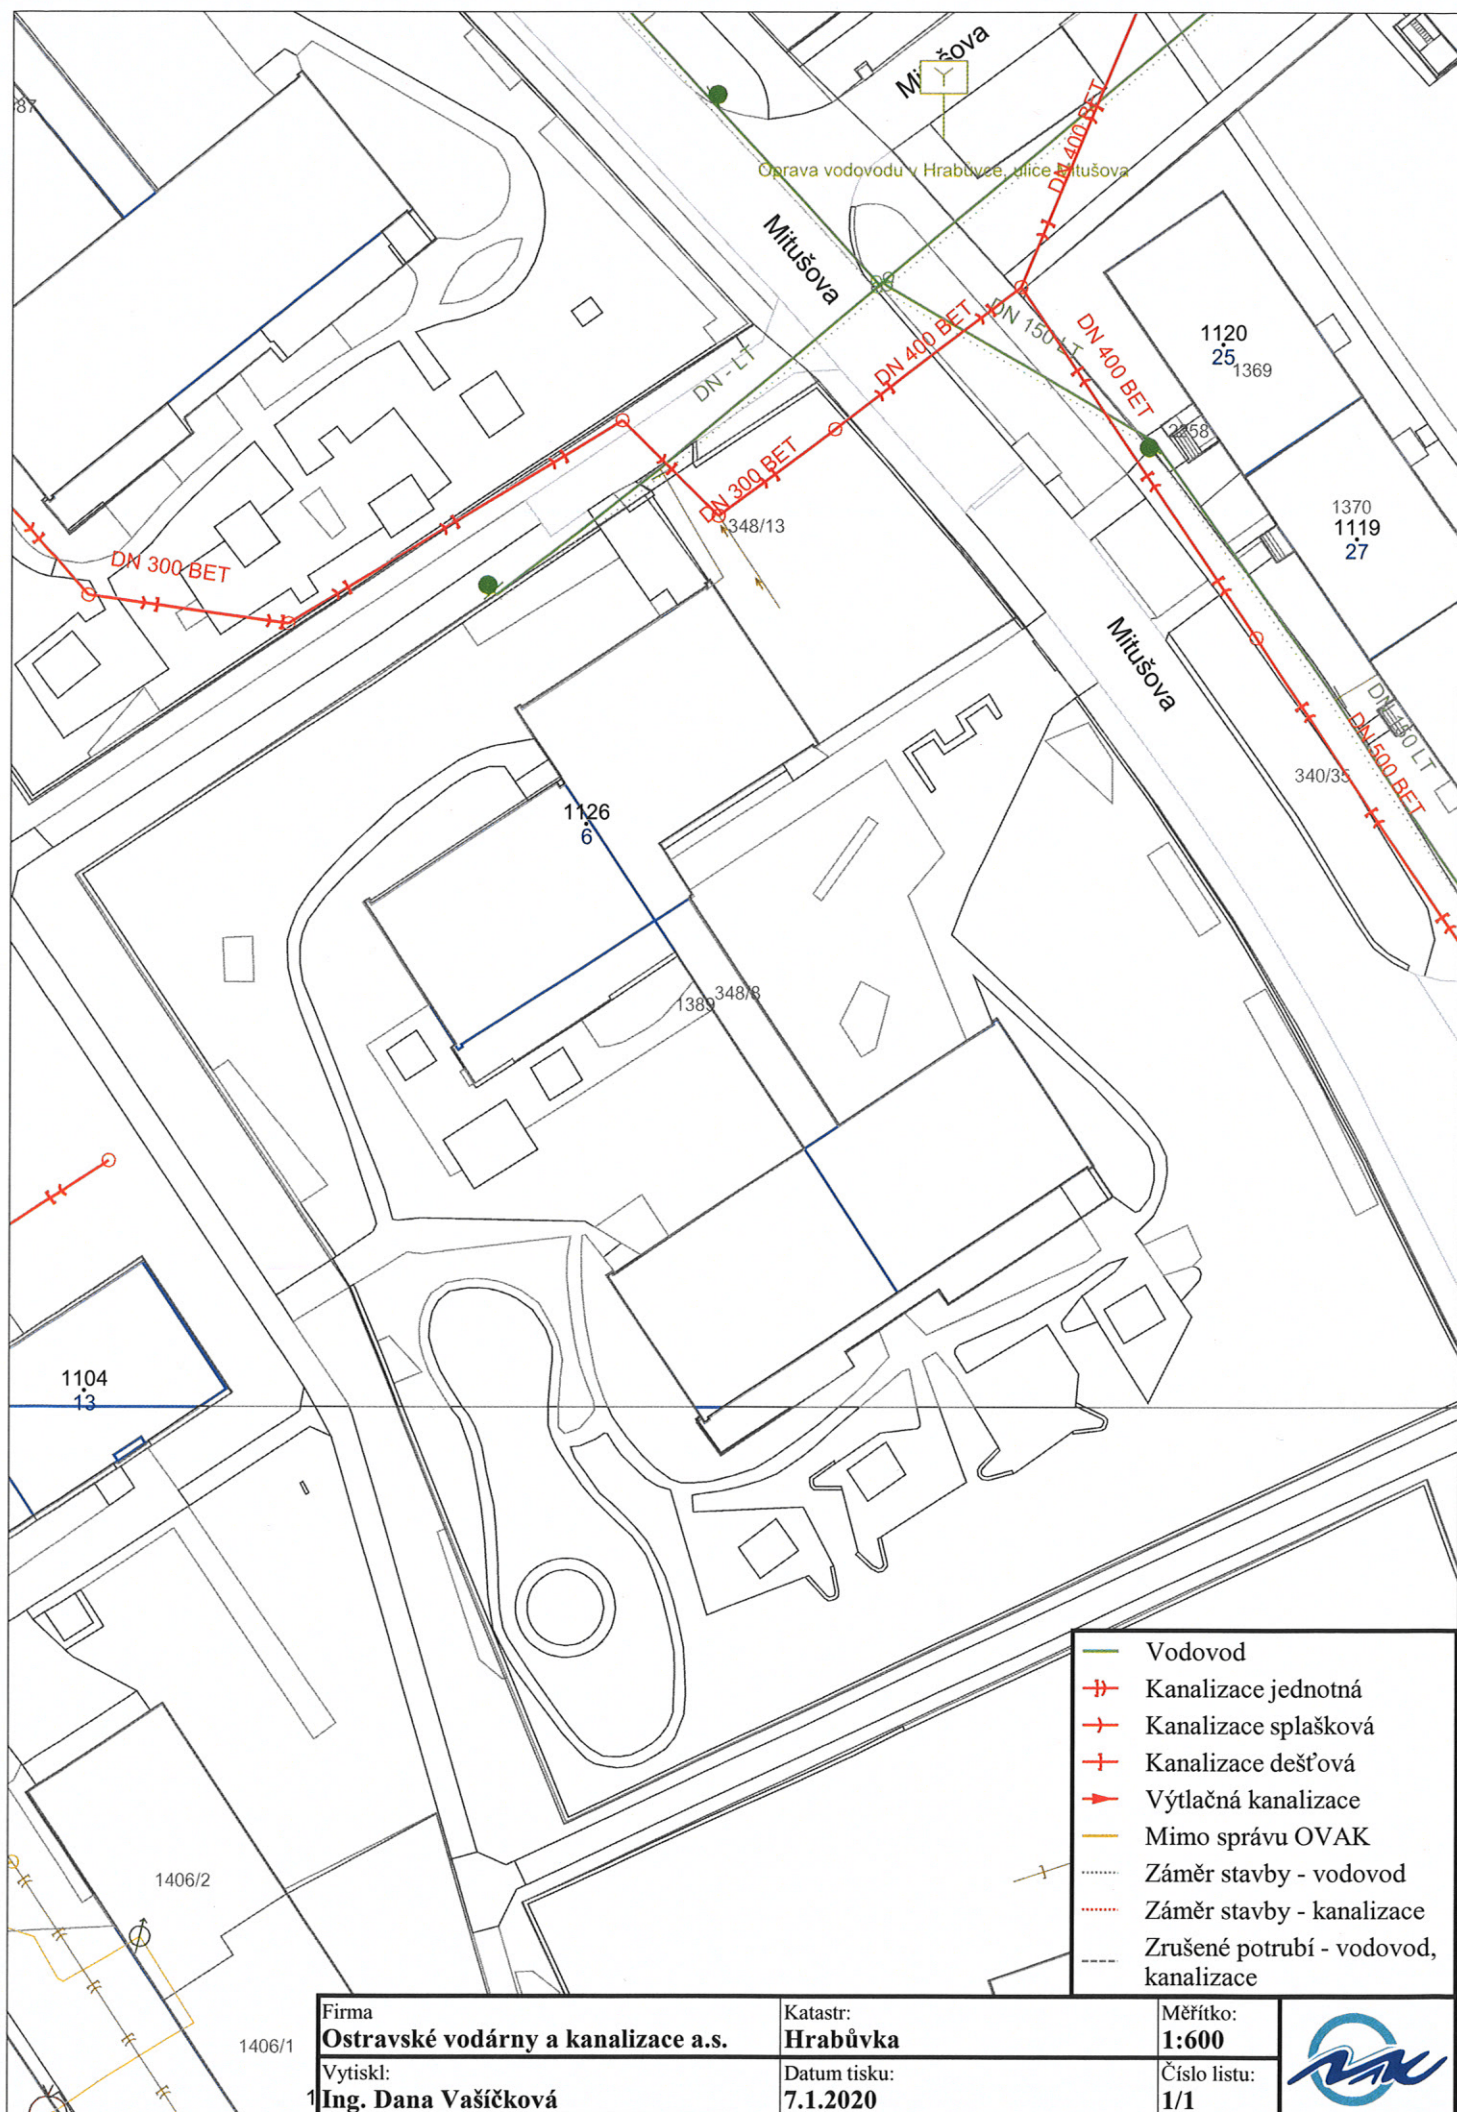 Mitušova
87
DN 400 BET
Oprava vodovodu v Hrabůvce, ulice Mitušova
Mitušova
DN 400 BET
DN 150 LT
DN 400 BET
1120
25
1369
DN - LT
2258
DN 300 BET
348/13
1370
1119
27
DN 300 BET
Mitušova
DN 150 LT
DN 500 BET
340/35
1126
6
1389
348/8
1104
13
Vodovod
Kanalizace jednotná
Kanalizace splašková
Kanalizace dešťová
Výtlačná kanalizace
Mimo správu OVAK
Záměr stavby - vodovod
Záměr stavby - kanalizace
Zrušené potrubí - vodovod,
kanalizace
1406/2
1406/1
1
Firma
Ostravské vodárny a kanalizace a.s.
Katastr:
Hrabůvka
Měřítko:
1:600
Vytiskl:
Ing. Dana Vašíčková
Datum tisku:
7.1.2020
Číslo listu:
1/1